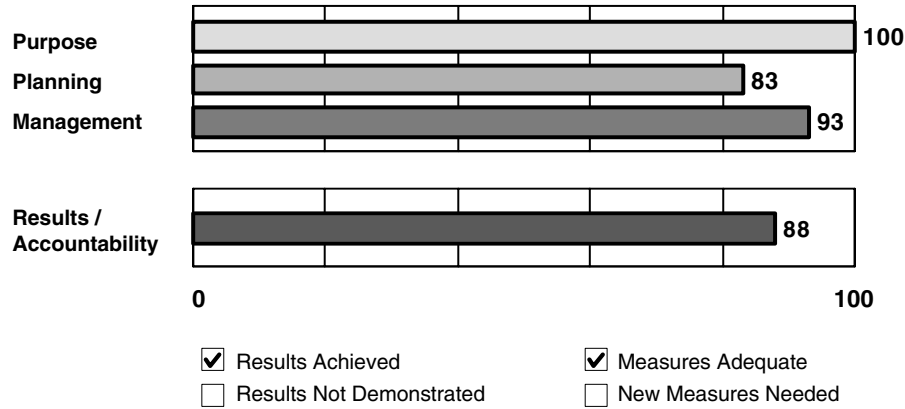 Purpose 100
Planning 83
Management 93
Results /
Accountability 88
0 100
Results Achieved Measures Adequate
Results Not Demonstrated New Measures Needed